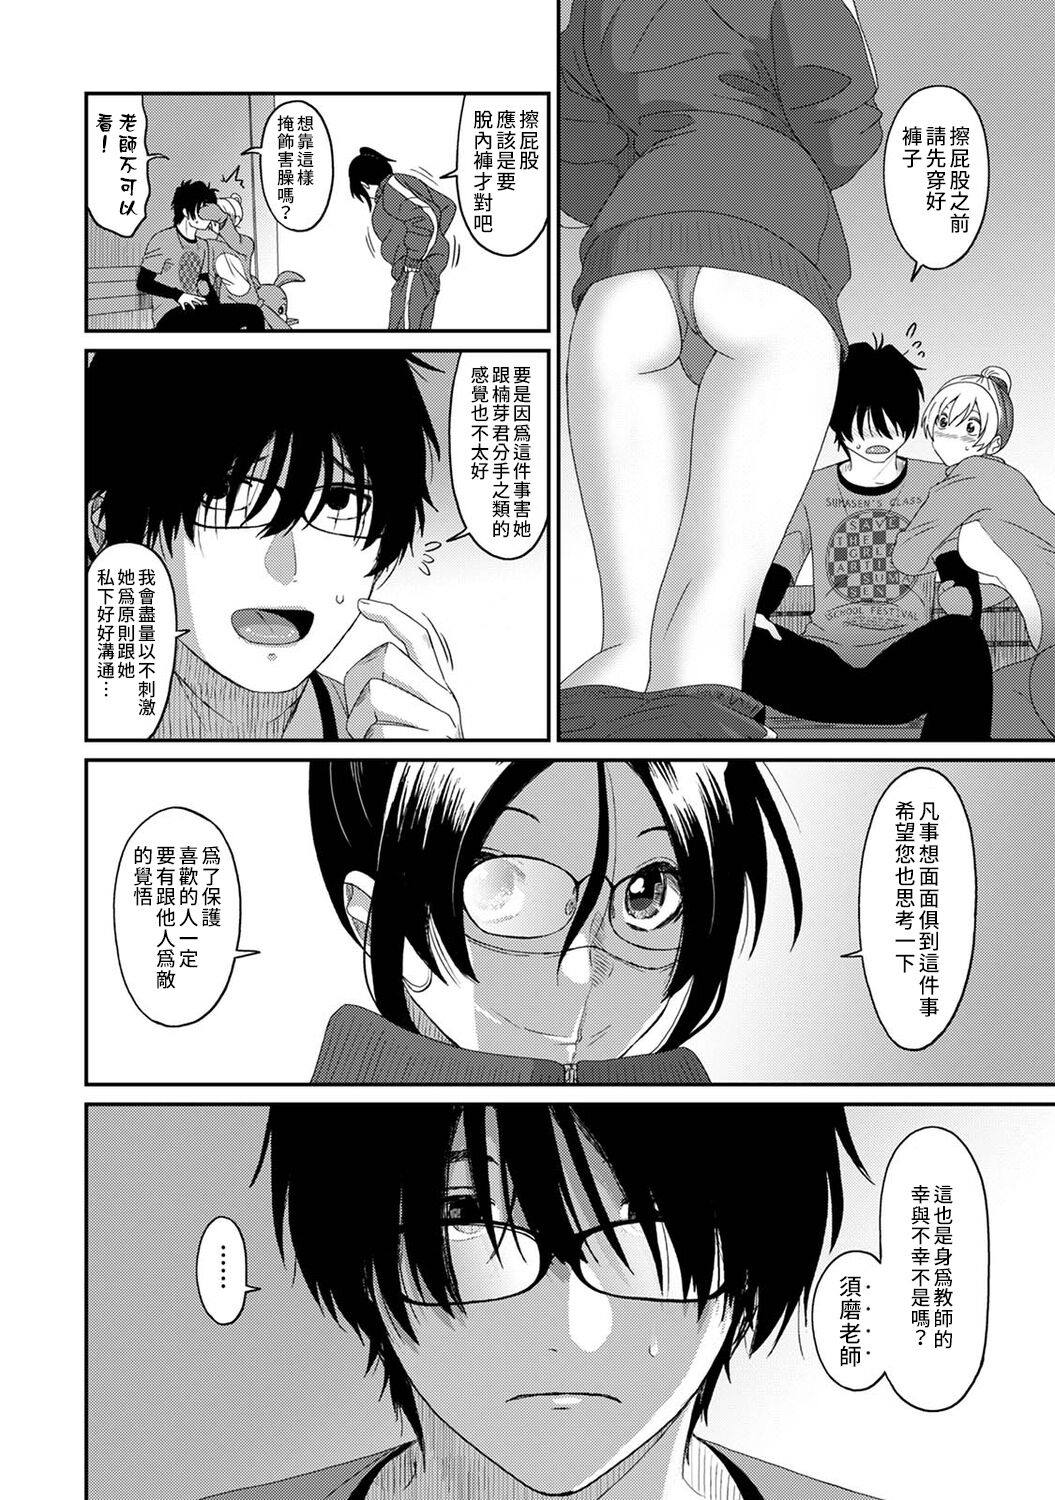 擦屁股之前
請先穿好
褲子
SUMASEN'S CLASS
SAVE
THE GREAT
ART SUMA
SEN
SCHOOL FESTIVAL
擦屁股
應該是要
脫內褲才對吧
想靠這樣
掩飾害臊嗎?
老師不可以
看!
要是因爲這件事害她
跟楠芽君分手之類的
感覺也不太好
我會盡量以不刺激
她爲原則跟她
私下好好溝通…
凡事想面面俱到這件事
希望您也思考一下
爲了保護
喜歡的人一定
要有跟他人爲敵
的覺悟
這也是身爲教師的
幸與不幸不是嗎?
須磨老師
……